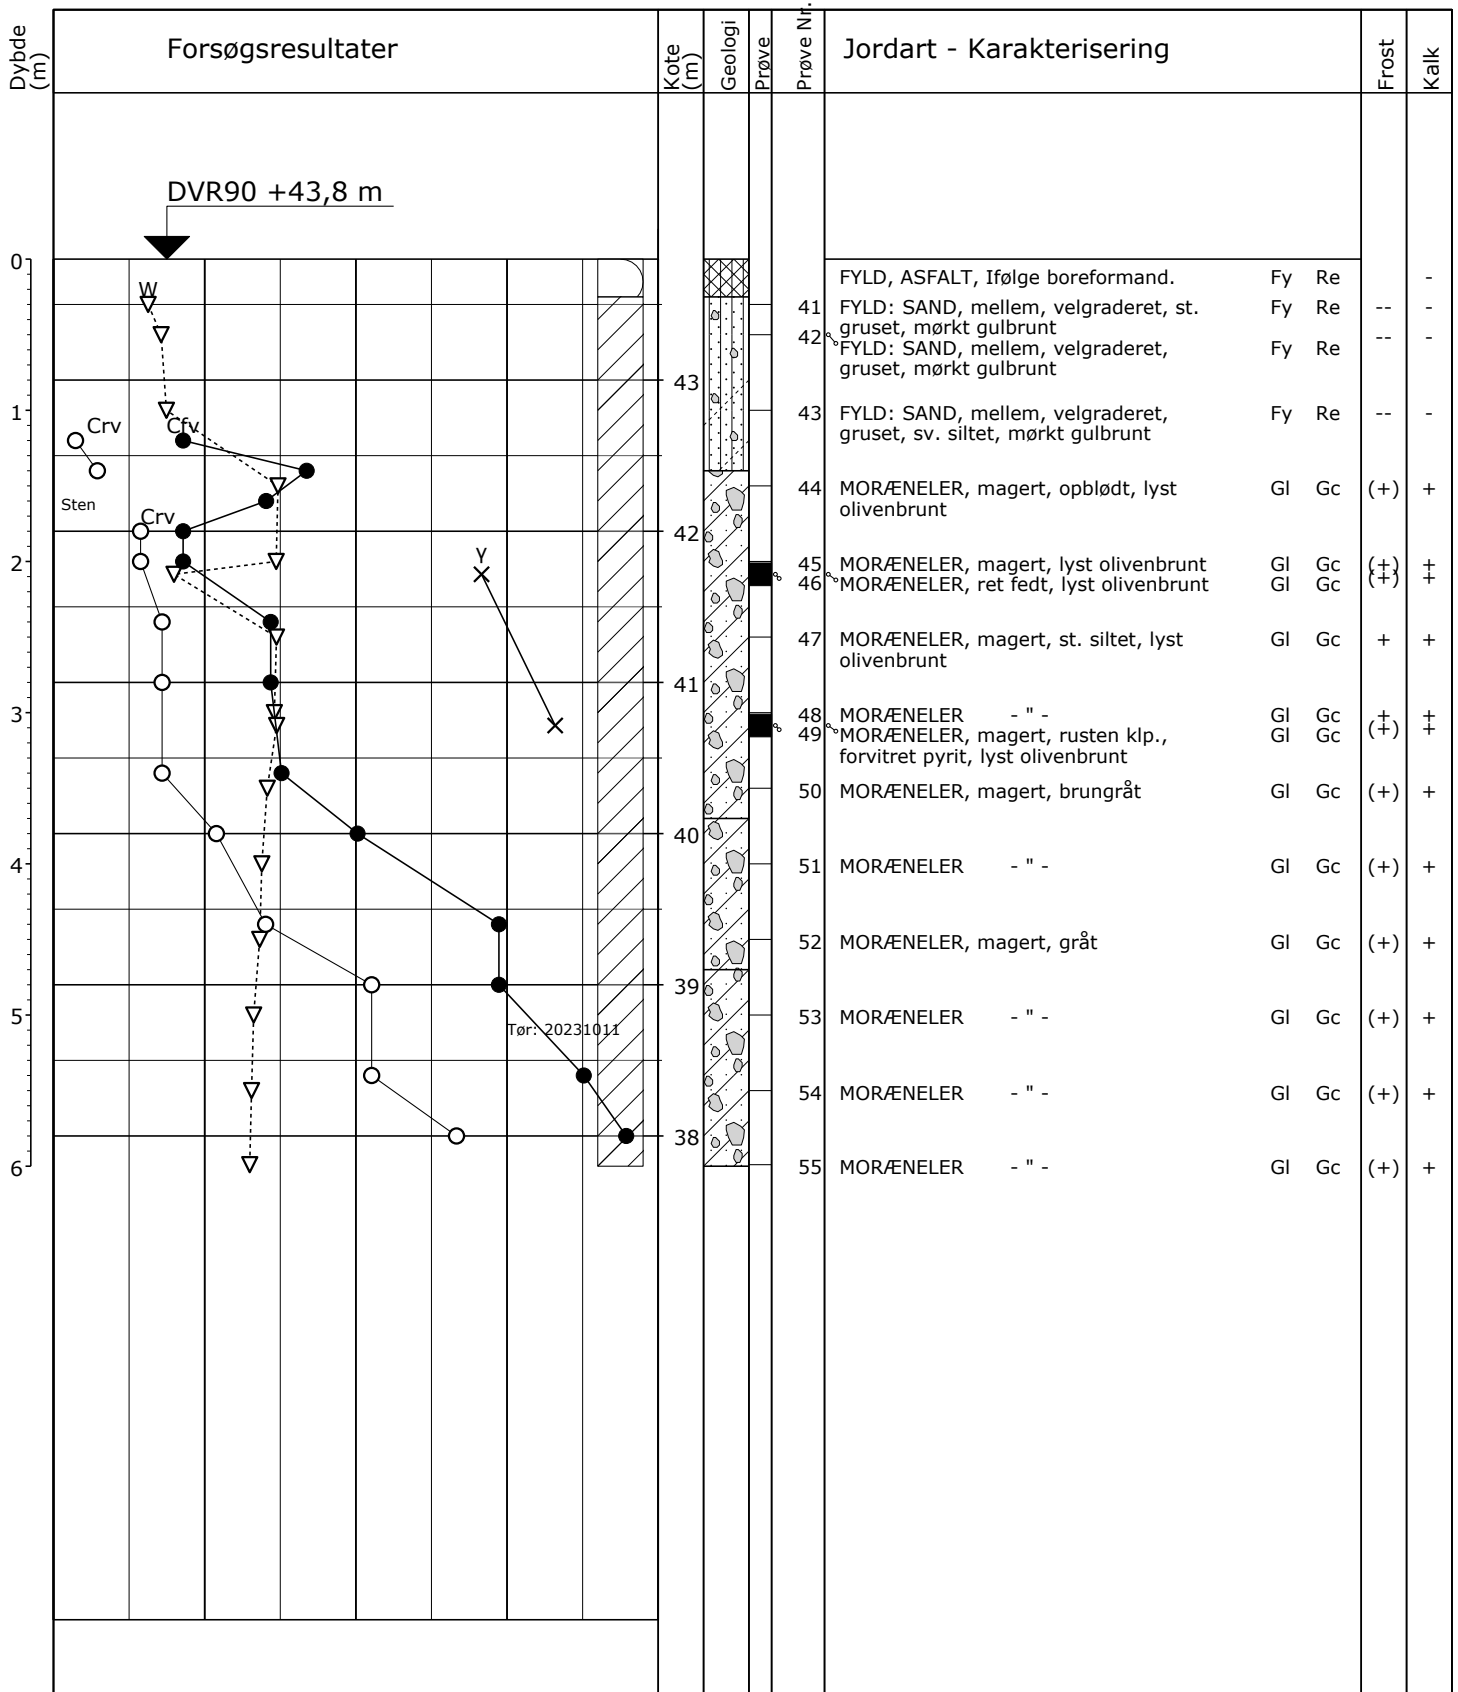 Dybde (m)
Forsøgsresultater
Kote (m)
Geologi
Prøve
Prøve Nr.
Jordart - Karakterisering
Frost
Kalk
DVR90 +43,8 m
0
FYLD, ASFALT, Ifølge boreformand. Fy Re -
W
41 FYLD: SAND, mellem, velgraderet, st. Fy Re -- -
gruset, mørkt gulbrunt
42 -- -
FYLD: SAND, mellem, velgraderet, Fy Re
gruset, mørkt gulbrunt
43
1
43 FYLD: SAND, mellem, velgraderet, Fy Re -- -
gruset, sv. siltet, mørkt gulbrunt
Crv Cfv
44 MORÆNELER, magert, opblødt, lyst Gl Gc (+) +
olivenbrunt
Sten
Crv
42
2
γ
45 MORÆNELER, magert, lyst olivenbrunt Gl Gc (+) +
46 MORÆNELER, ret fedt, lyst olivenbrunt Gl Gc (+) +
47 MORÆNELER, magert, st. siltet, lyst Gl Gc + +
olivenbrunt
41
3
48 MORÆNELER - " - Gl Gc + +
49 MORÆNELER, magert, rusten klp., Gl Gc (+) +
forvitret pyrit, lyst olivenbrunt
50 MORÆNELER, magert, brungråt Gl Gc (+) +
40
4
51 MORÆNELER - " - Gl Gc (+) +
52 MORÆNELER, magert, gråt Gl Gc (+) +
39
5
53 MORÆNELER - " - Gl Gc (+) +
Tør: 20231011
54 MORÆNELER - " - Gl Gc (+) +
38
6
55 MORÆNELER - " - Gl Gc (+) +